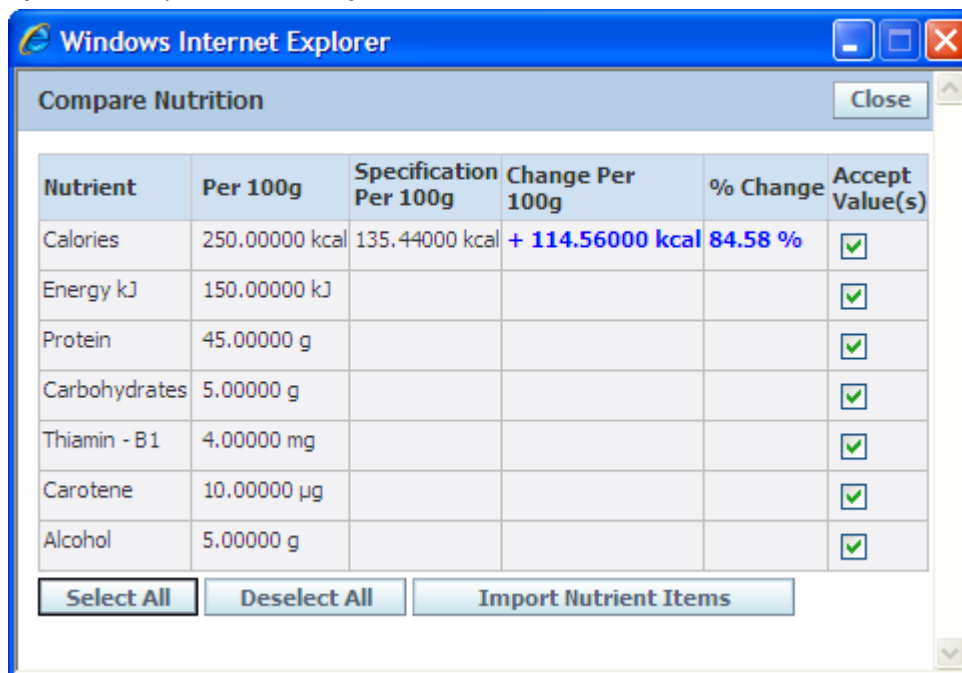 Windows Internet Explorer
Compare Nutrition
Close
Nutrient Per 100g Specification Per 100g Change Per 100g % Change Accept Value(s)
Calories 250.00000 kcal 135.44000 kcal + 114.56000 kcal 84.58 %
Energy kJ 150.00000 kJ
Protein 45.00000 g
Carbohydrates 5.00000 g
Thiamin - B1 4.00000 mg
Carotene 10.00000 µg
Alcohol 5.00000 g
Select All Deselect All Import Nutrient Items